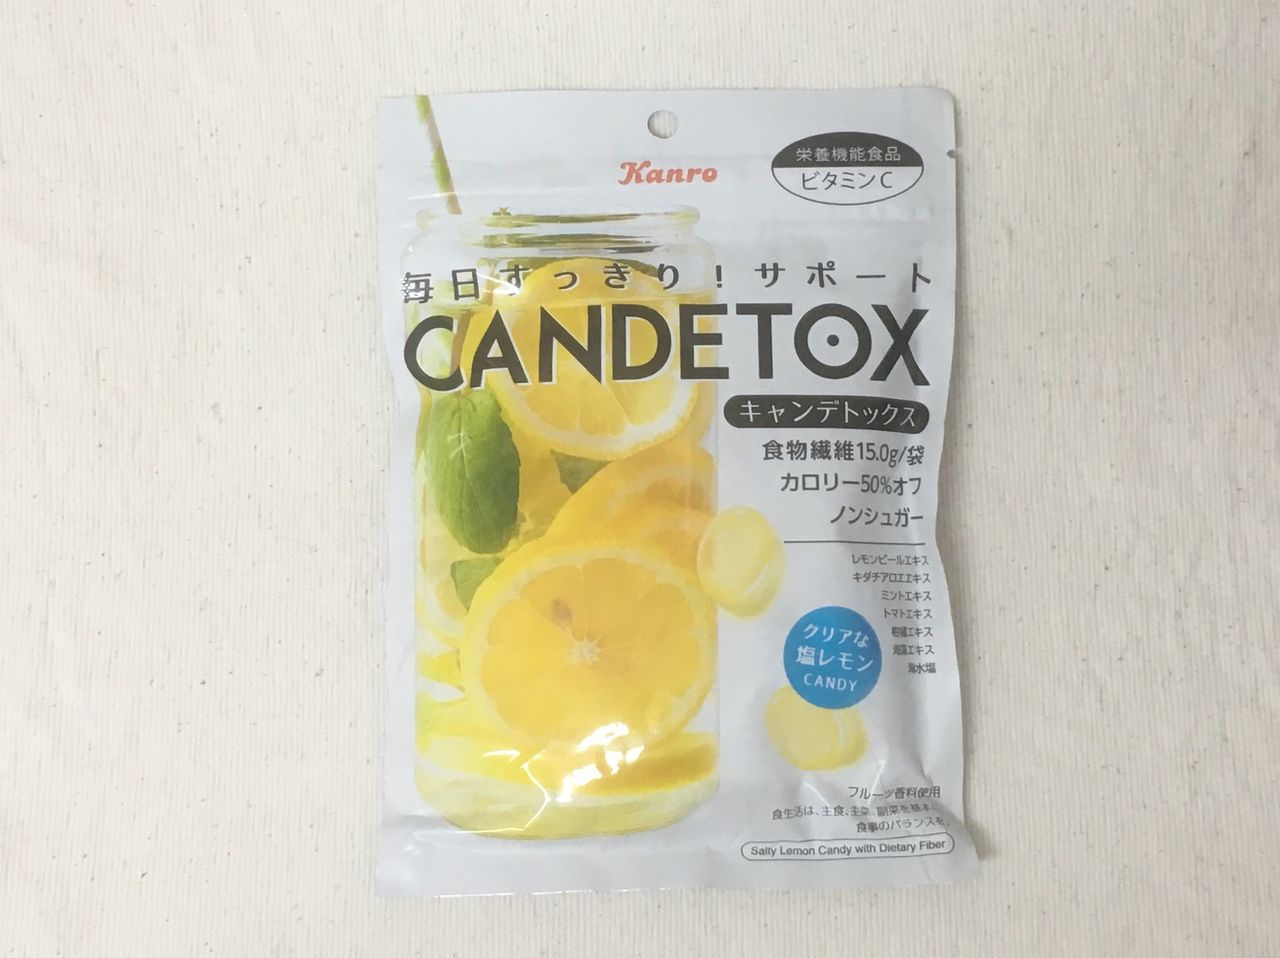 Kanro
栄養機能食品
ビタミンC
毎日すっきり!サポート
CANDETOX
キャンデトックス
食物繊維15.0g/袋
カロリー50%オフ
ノンシュガー
レモンピールエキス
キダチアロエエキス
ミントエキス
トマトエキス
柑橘エキス
海藻エキス
海水塩
クリアな
塩レモン
CANDY
フルーツ香料使用
食生活は、主食、主菜、副菜を基本に、
食事のバランスを。
Salty Lemon Candy with Dietary Fiber